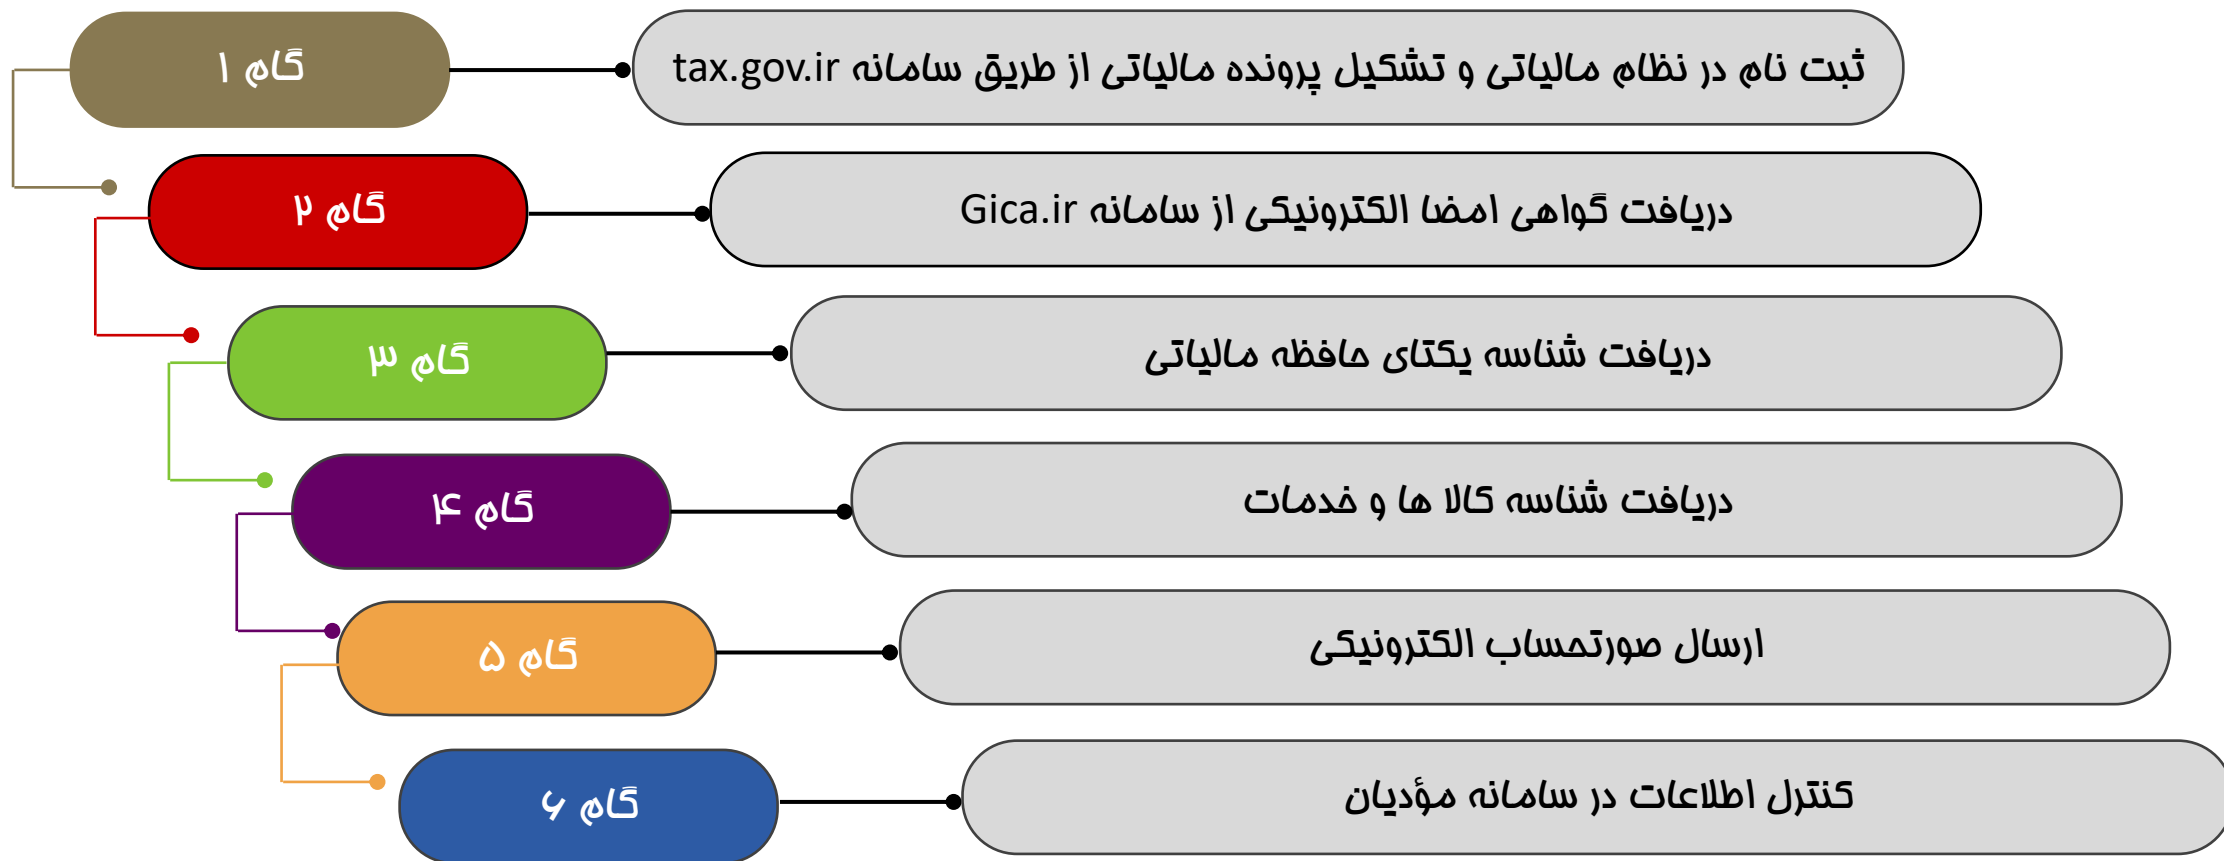 گام ۱
ثبت نام در نظام مالیاتی و تشکیل پرونده مالیاتی از طریق سامانه tax.gov.ir
گام ۲
دریافت گواهی امضا الکترونیکی از سامانه Gica.ir
گام ۳
دریافت شناسه یکتای حافظه مالیاتی
گام ۴
دریافت شناسه کالا ها و خدمات
گام ۵
ارسال صورتحساب الکترونیکی
گام ۶
کنترل اطلاعات در سامانه مؤدیان